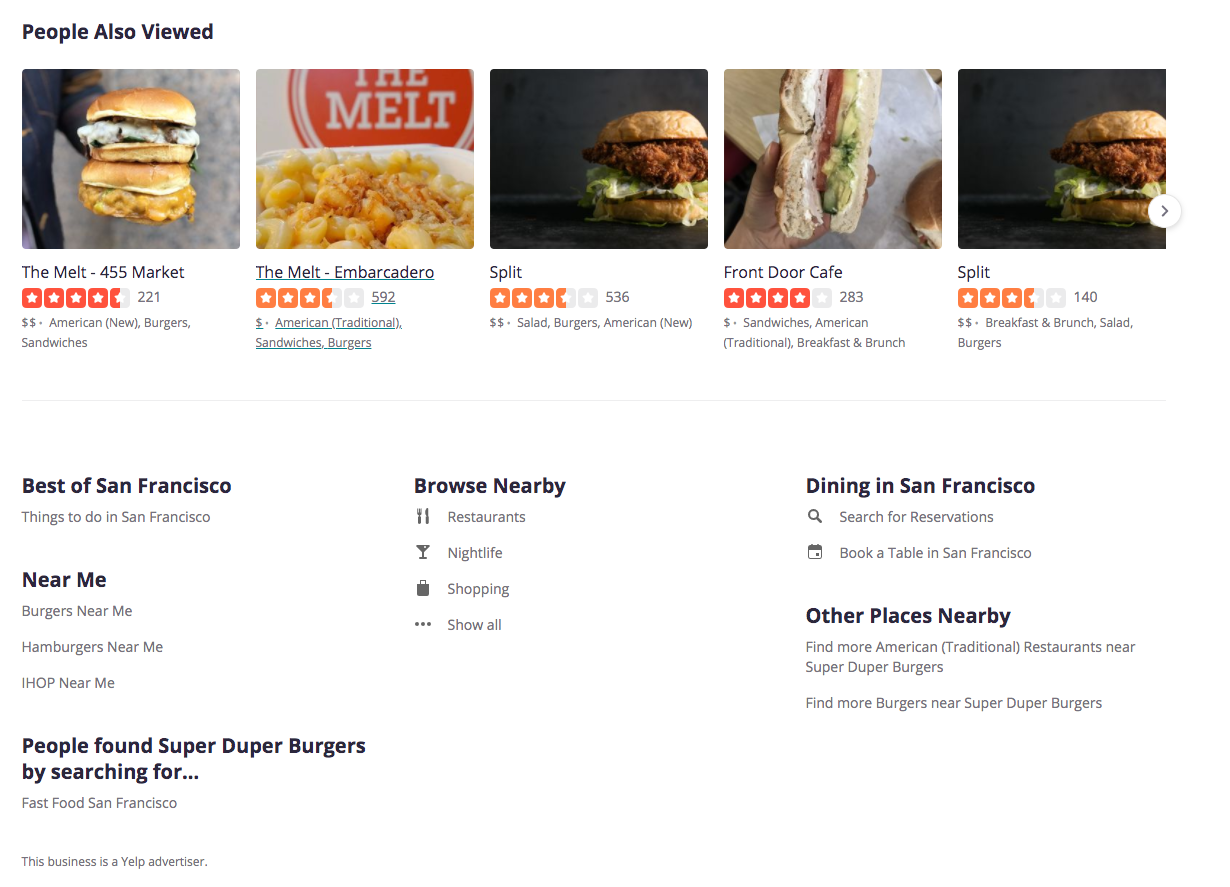 People Also Viewed
THE
MELT
The Melt - 455 Market
221
$$ · American (New), Burgers,
Sandwiches
The Melt - Embarcadero
592
$ · American (Traditional),
Sandwiches, Burgers
Split
536
$$ · Salad, Burgers, American (New)
Front Door Cafe
283
$ · Sandwiches, American
(Traditional), Breakfast & Brunch
Split
140
$$ · Breakfast & Brunch, Salad,
Burgers
Best of San Francisco
Things to do in San Francisco
Near Me
Burgers Near Me
Hamburgers Near Me
IHOP Near Me
People found Super Duper Burgers
by searching for...
Fast Food San Francisco
Browse Nearby
Restaurants
Nightlife
Shopping
Show all
Dining in San Francisco
Search for Reservations
Book a Table in San Francisco
Other Places Nearby
Find more American (Traditional) Restaurants near
Super Duper Burgers
Find more Burgers near Super Duper Burgers
This business is a Yelp advertiser.